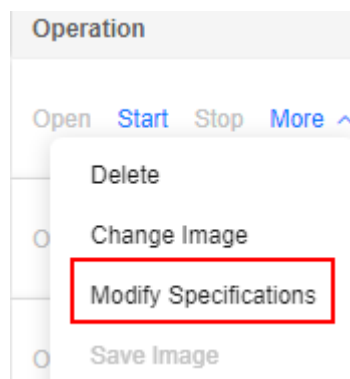 Operation
Open Start Stop More
Delete
Change Image
Modify Specifications
Save Image